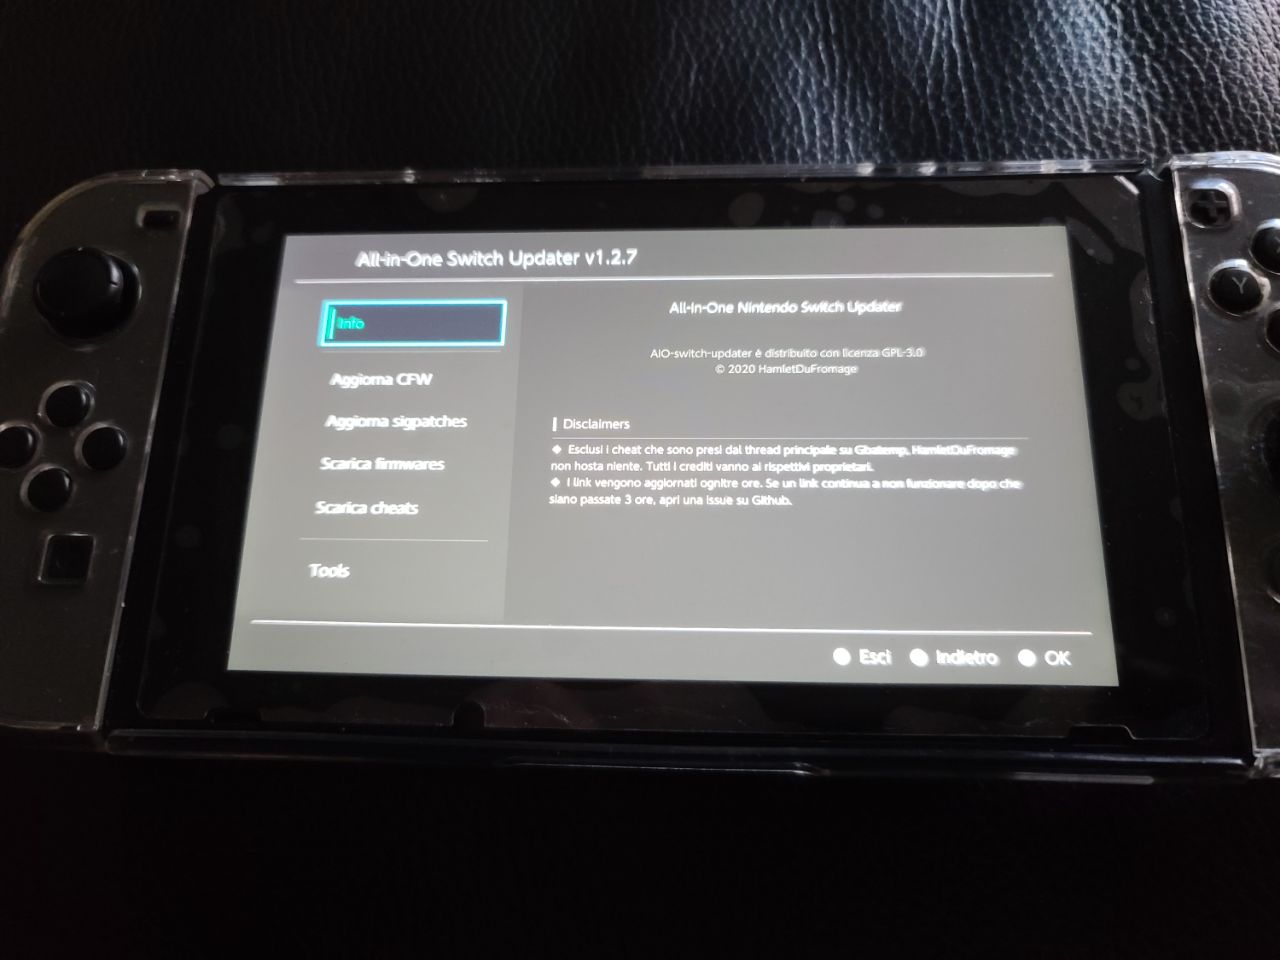 All-in-One Switch Updater v1.2.7
Info
Aggiorna CFW
Aggiorna sigpatches
Scarica firmwares
Scarica cheats
Tools
All-In-One Nintendo Switch Updater
AIO-switch-updater è distribuito con licenza GPL-3.0
© 2020 HamletDuFromage
Disclaimers
◆ Esclusi i cheat che sono presi dal thread principale su Gbatemp, HamletDuFromage
non hosta niente. Tutti i crediti vanno ai rispettivi proprietari.
◆ I link vengono aggiornati ognitre ore. Se un link continua a non funzionare dopo che
siano passate 3 ore, apri una issue su Github.
Esci Indietro OK
Y